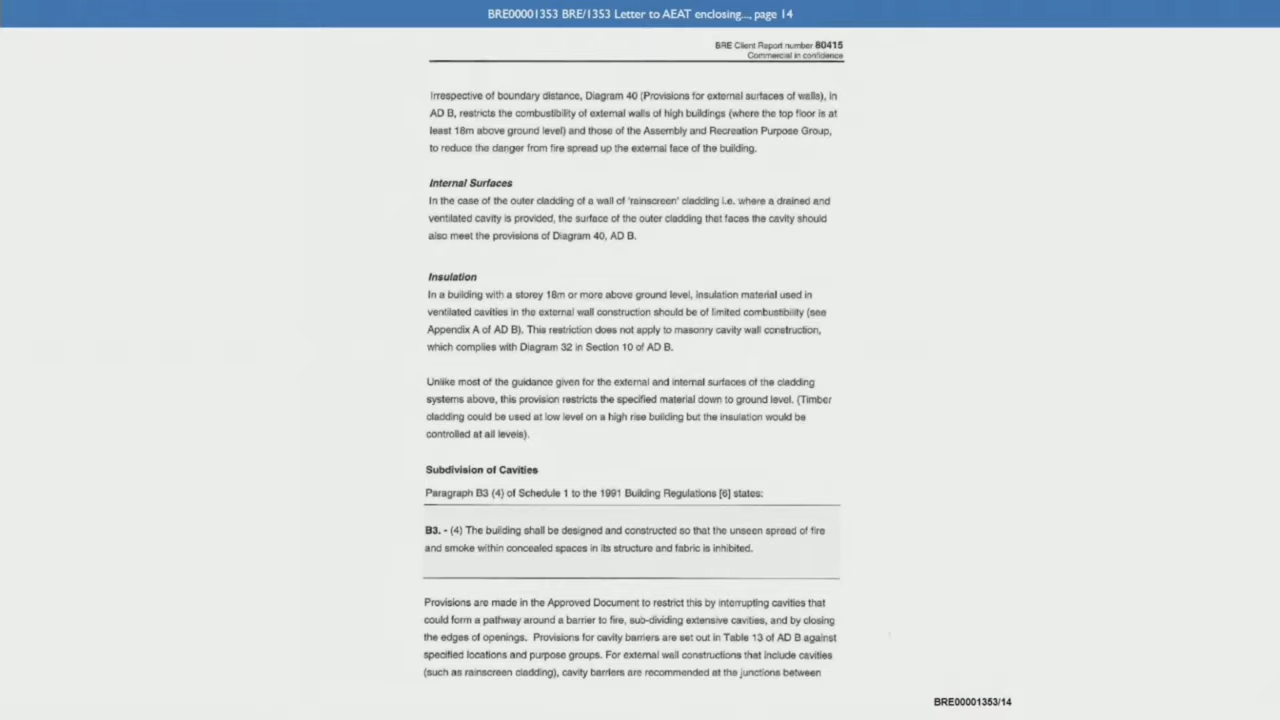 BRE00001353 BRE/1353 Letter to AEAT enclosing..., page 14
BRE Client Report number 80415
Commercial in confidence
Irrespective of boundary distance, Diagram 40 (Provisions for external surfaces of walls), in
AD B, restricts the combustibility of external walls of high buildings (where the top floor is at
least 18m above ground level) and those of the Assembly and Recreation Purpose Group,
to reduce the danger from fire spread up the external face of the building.
Internal Surfaces
In the case of the outer cladding of a wall of 'rainscreen' cladding i.e. where a drained and
ventilated cavity is provided, the surface of the outer cladding that faces the cavity should
also meet the provisions of Diagram 40, AD B.
Insulation
In a building with a storey 18m or more above ground level, insulation material used in
ventilated cavities in the external wall construction should be of limited combustibility (see
Appendix A of AD B). This restriction does not apply to masonry cavity wall construction,
which complies with Diagram 32 in Section 10 of AD B.
Unlike most of the guidance given for the external and internal surfaces of the cladding
systems above, this provision restricts the specified material down to ground level. (Timber
cladding could be used at low level on a high rise building but the insulation would be
controlled at all levels).
Subdivision of Cavities
Paragraph B3 (4) of Schedule 1 to the 1991 Building Regulations [6] states:
B3. - (4) The building shall be designed and constructed so that the unseen spread of fire
and smoke within concealed spaces in its structure and fabric is inhibited.
Provisions are made in the Approved Document to restrict this by interrupting cavities that
could form a pathway around a barrier to fire, sub-dividing extensive cavities, and by closing
the edges of openings. Provisions for cavity barriers are set out in Table 13 of AD B against
specified locations and purpose groups. For external wall constructions that include cavities
(such as rainscreen cladding), cavity barriers are recommended at the junctions between
BRE00001353/14